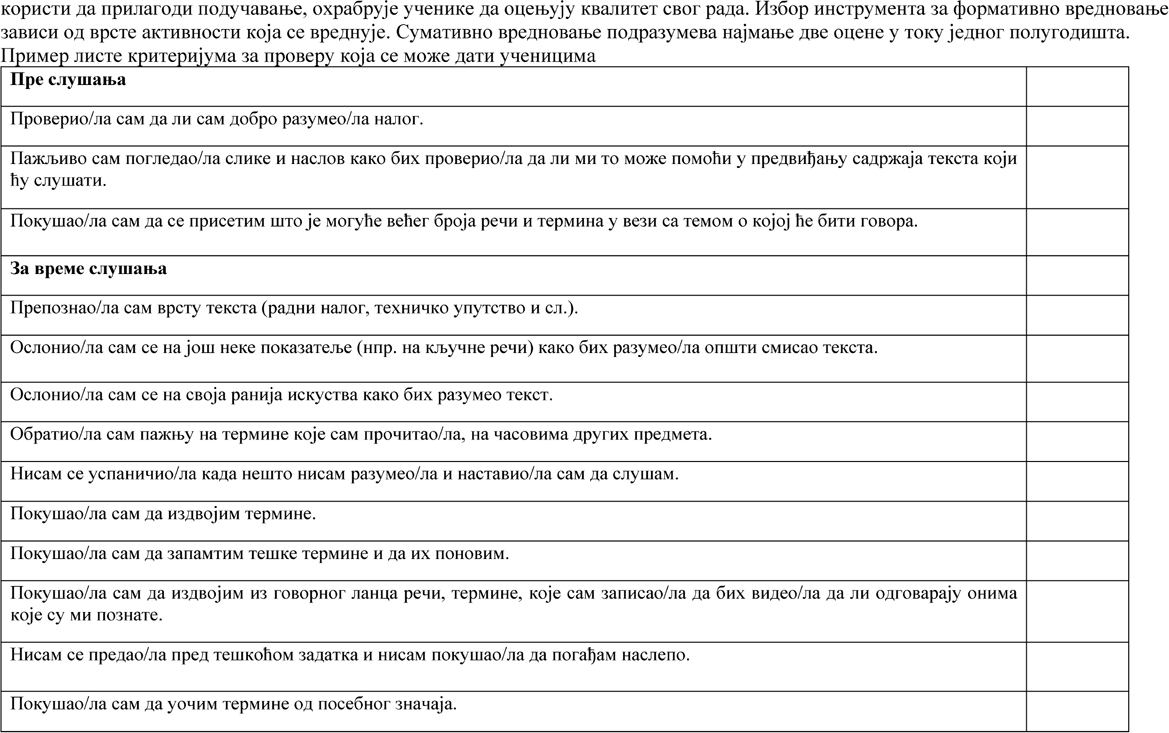 користи да прилагоди подучавање, охрабрује ученике да оцењују квалитет свог рада. Избор инструмента за формативно вредновање
зависи од врсте активности која се вреднује. Сумативно вредновање подразумева најмање две оцене у току једног полугодишта.
Пример листе критеријума за проверу која се може дати ученицима
Пре слушања
Проверио/ла сам да ли сам добро разумео/ла налог.
Пажљиво сам погледао/ла слике и наслов како бих проверио/ла да ли ми то може помоћи у предвиђању садржаја текста који
ћу слушати.
Покушао/ла сам да се присетим што је могуће већег броја речи и термина у вези са темом о којој ће бити говора.
За време слушања
Препознао/ла сам врсту текста (радни налог, техничко упутство и сл.).
Ослонио/ла сам се на још неке показатеље (нпр. на кључне речи) како бих разумео/ла општи смисао текста.
Ослонио/ла сам се на своја ранија искуства како бих разумео текст.
Обратио/ла сам пажњу на термине које сам прочитао/ла, на часовима других предмета.
Нисам се успаничио/ла када нешто нисам разумео/ла и наставио/ла сам да слушам.
Покушао/ла сам да издвојим термине.
Покушао/ла сам да запамтим тешке термине и да их поновим.
Покушао/ла сам да издвојим из говорног ланца речи, термине, које сам записао/ла да бих видео/ла да ли одговарају онима
које су ми познате.
Нисам се предао/ла пред тешкоћом задатка и нисам покушао/ла да погађам наслепо.
Покушао/ла сам да уочим термине од посебног значаја.